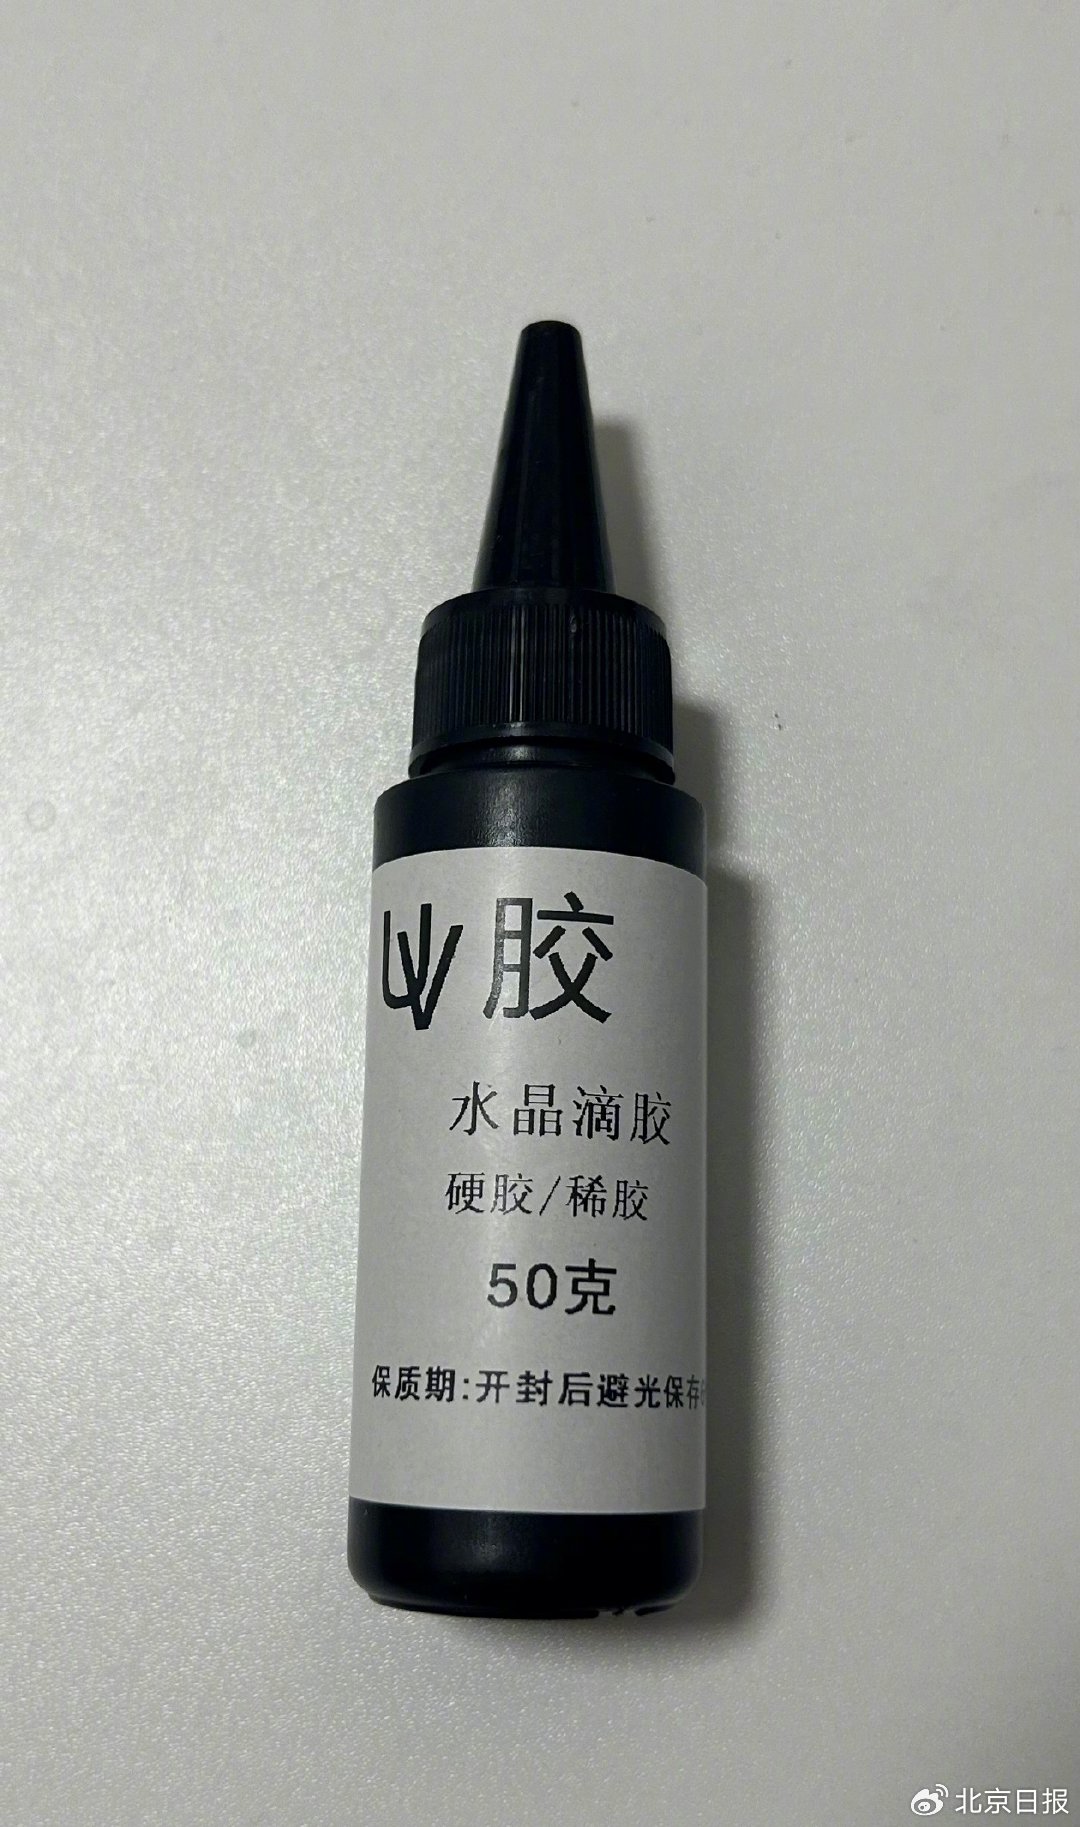 UV胶
水晶滴胶
硬胶/稀胶
50克
保质期:开封后避光保存
北京日报